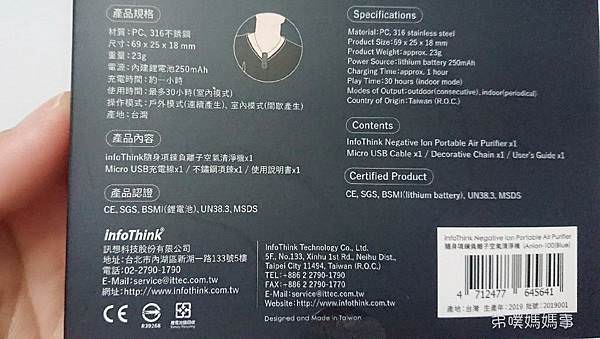 產品規格
材質：PC, 316不銹鋼
尺寸：69 x 25 x 18 mm
重量：23g
電源：內建鋰電池250mAh
充電時間：約一小時
使用時間：最多30小時(室內模式)
操作模式：戶外模式(連續產生), 室內模式(間歇產生)
產地：台灣
產品內容
infoThink隨身項鍊負離子空氣清淨機x1
Micro USB充電線x1 / 不鏽鋼項鍊x1 / 使用說明書x1
產品認證
CE, SGS, BSMI(鋰電池), UN38.3, MSDS
InfoThink
訊想科技股份有限公司
地址：台北市內湖區新湖一路133號5樓
電話：02-2790-1790
E-Mail：service@ittec.com.tw
網址：http://www.infothink.com.tw
R39268
Specifications
Material: PC, 316 stainless steel
Product Size: 59 x 25 x 18 mm
Product Weight: 23g
Power Source: lithium battery 250mAh
Charging Time: approx. 1 hour
Play Time: 30 hours (indoor mode)
Modes of Output: outdoor(consecutive), indoor(periodical)
Country of Origin: Taiwan (R.O.C.)
Contents
InfoThink Negative Ion Portable Air Purifier x1
Micro USB Cable x1 / Decorative Chain x1 / User's Guide x1
Certified Product
CE, SGS, BSMI(lithium battery), UN38.3, MSDS
InfoThink Technology Co., Ltd.
5F., No.133, Xinhu 1st Rd., Neihu Dist.,
Taipei City 11494, Taiwan (R.O.C.)
TEL：+886 2 2790-1790
FAX：+886 2 2791-1770
E-Mail：service@ittec.com.tw
http://www.infothink.com.tw
Designed and Made in Taiwan
InfoThink Negative Ion Portable Air Purifier
隨身項鍊負離子空氣清淨機 (iAnion-100(Blue)
4 712477 645641
產地：台灣 生產年：2019 批號：2019001
弟噗媽媽事